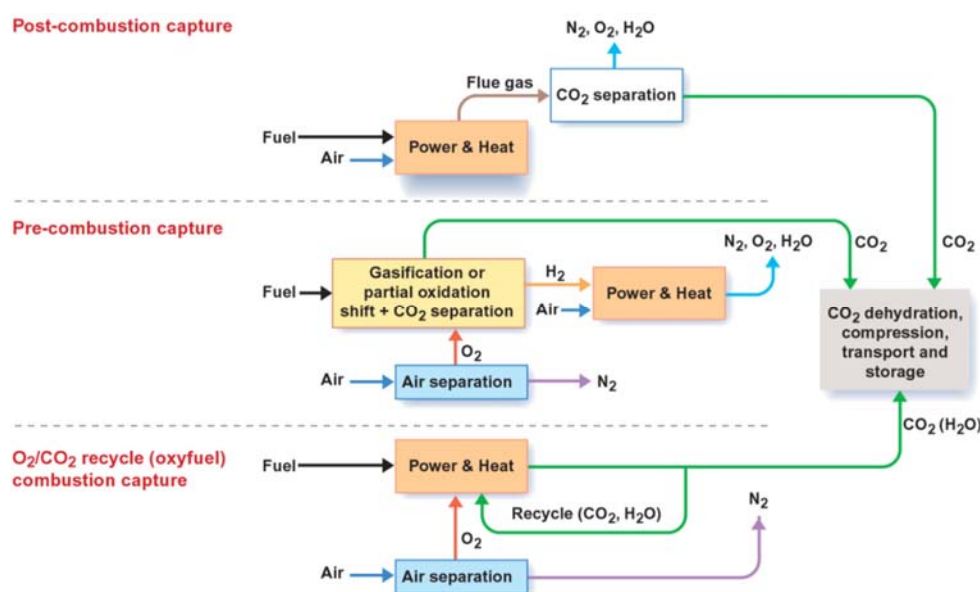 Post-combustion capture
N₂, O₂, H₂O
Flue gas
CO₂ separation
Fuel
Air
Power & Heat
CO₂
Pre-combustion capture
N₂, O₂, H₂O
CO₂
Gasification or
partial oxidation
shift + CO₂ separation
H₂
Fuel
Air
Power & Heat
O₂
Air
Air separation
N₂
CO₂ dehydration,
compression,
transport and
storage
CO₂ (H₂O)
O₂/CO₂ recycle (oxyfuel)
combustion capture
Fuel
Power & Heat
Recycle (CO₂, H₂O)
N₂
O₂
Air
Air separation